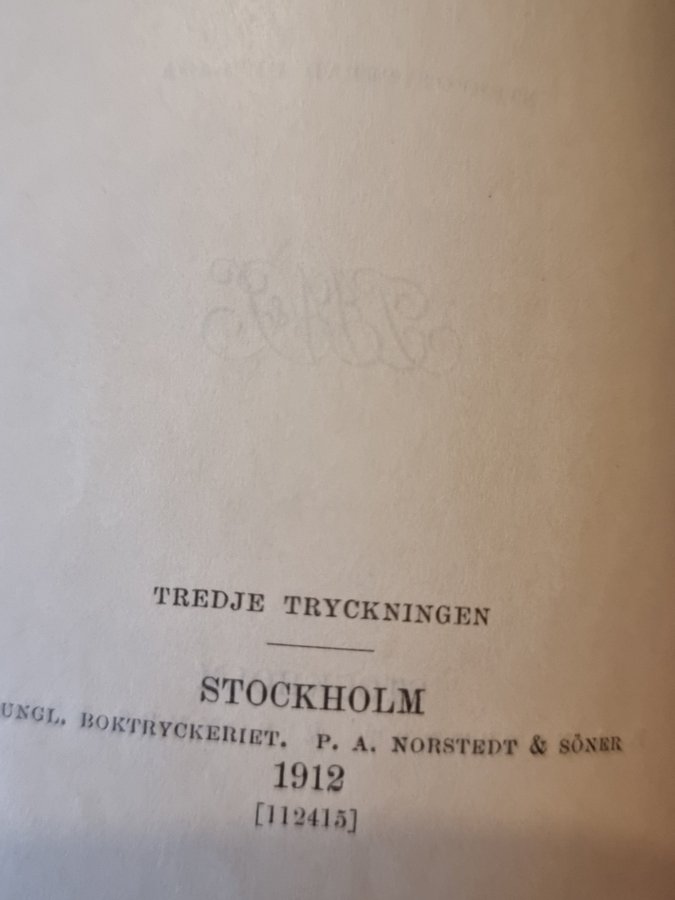 TREDJE TRYCKNINGEN
STOCKHOLM
UNGL. BOKTRYCKERIET. P. A. NORSTEDT & SÖNER
1912
[112415]